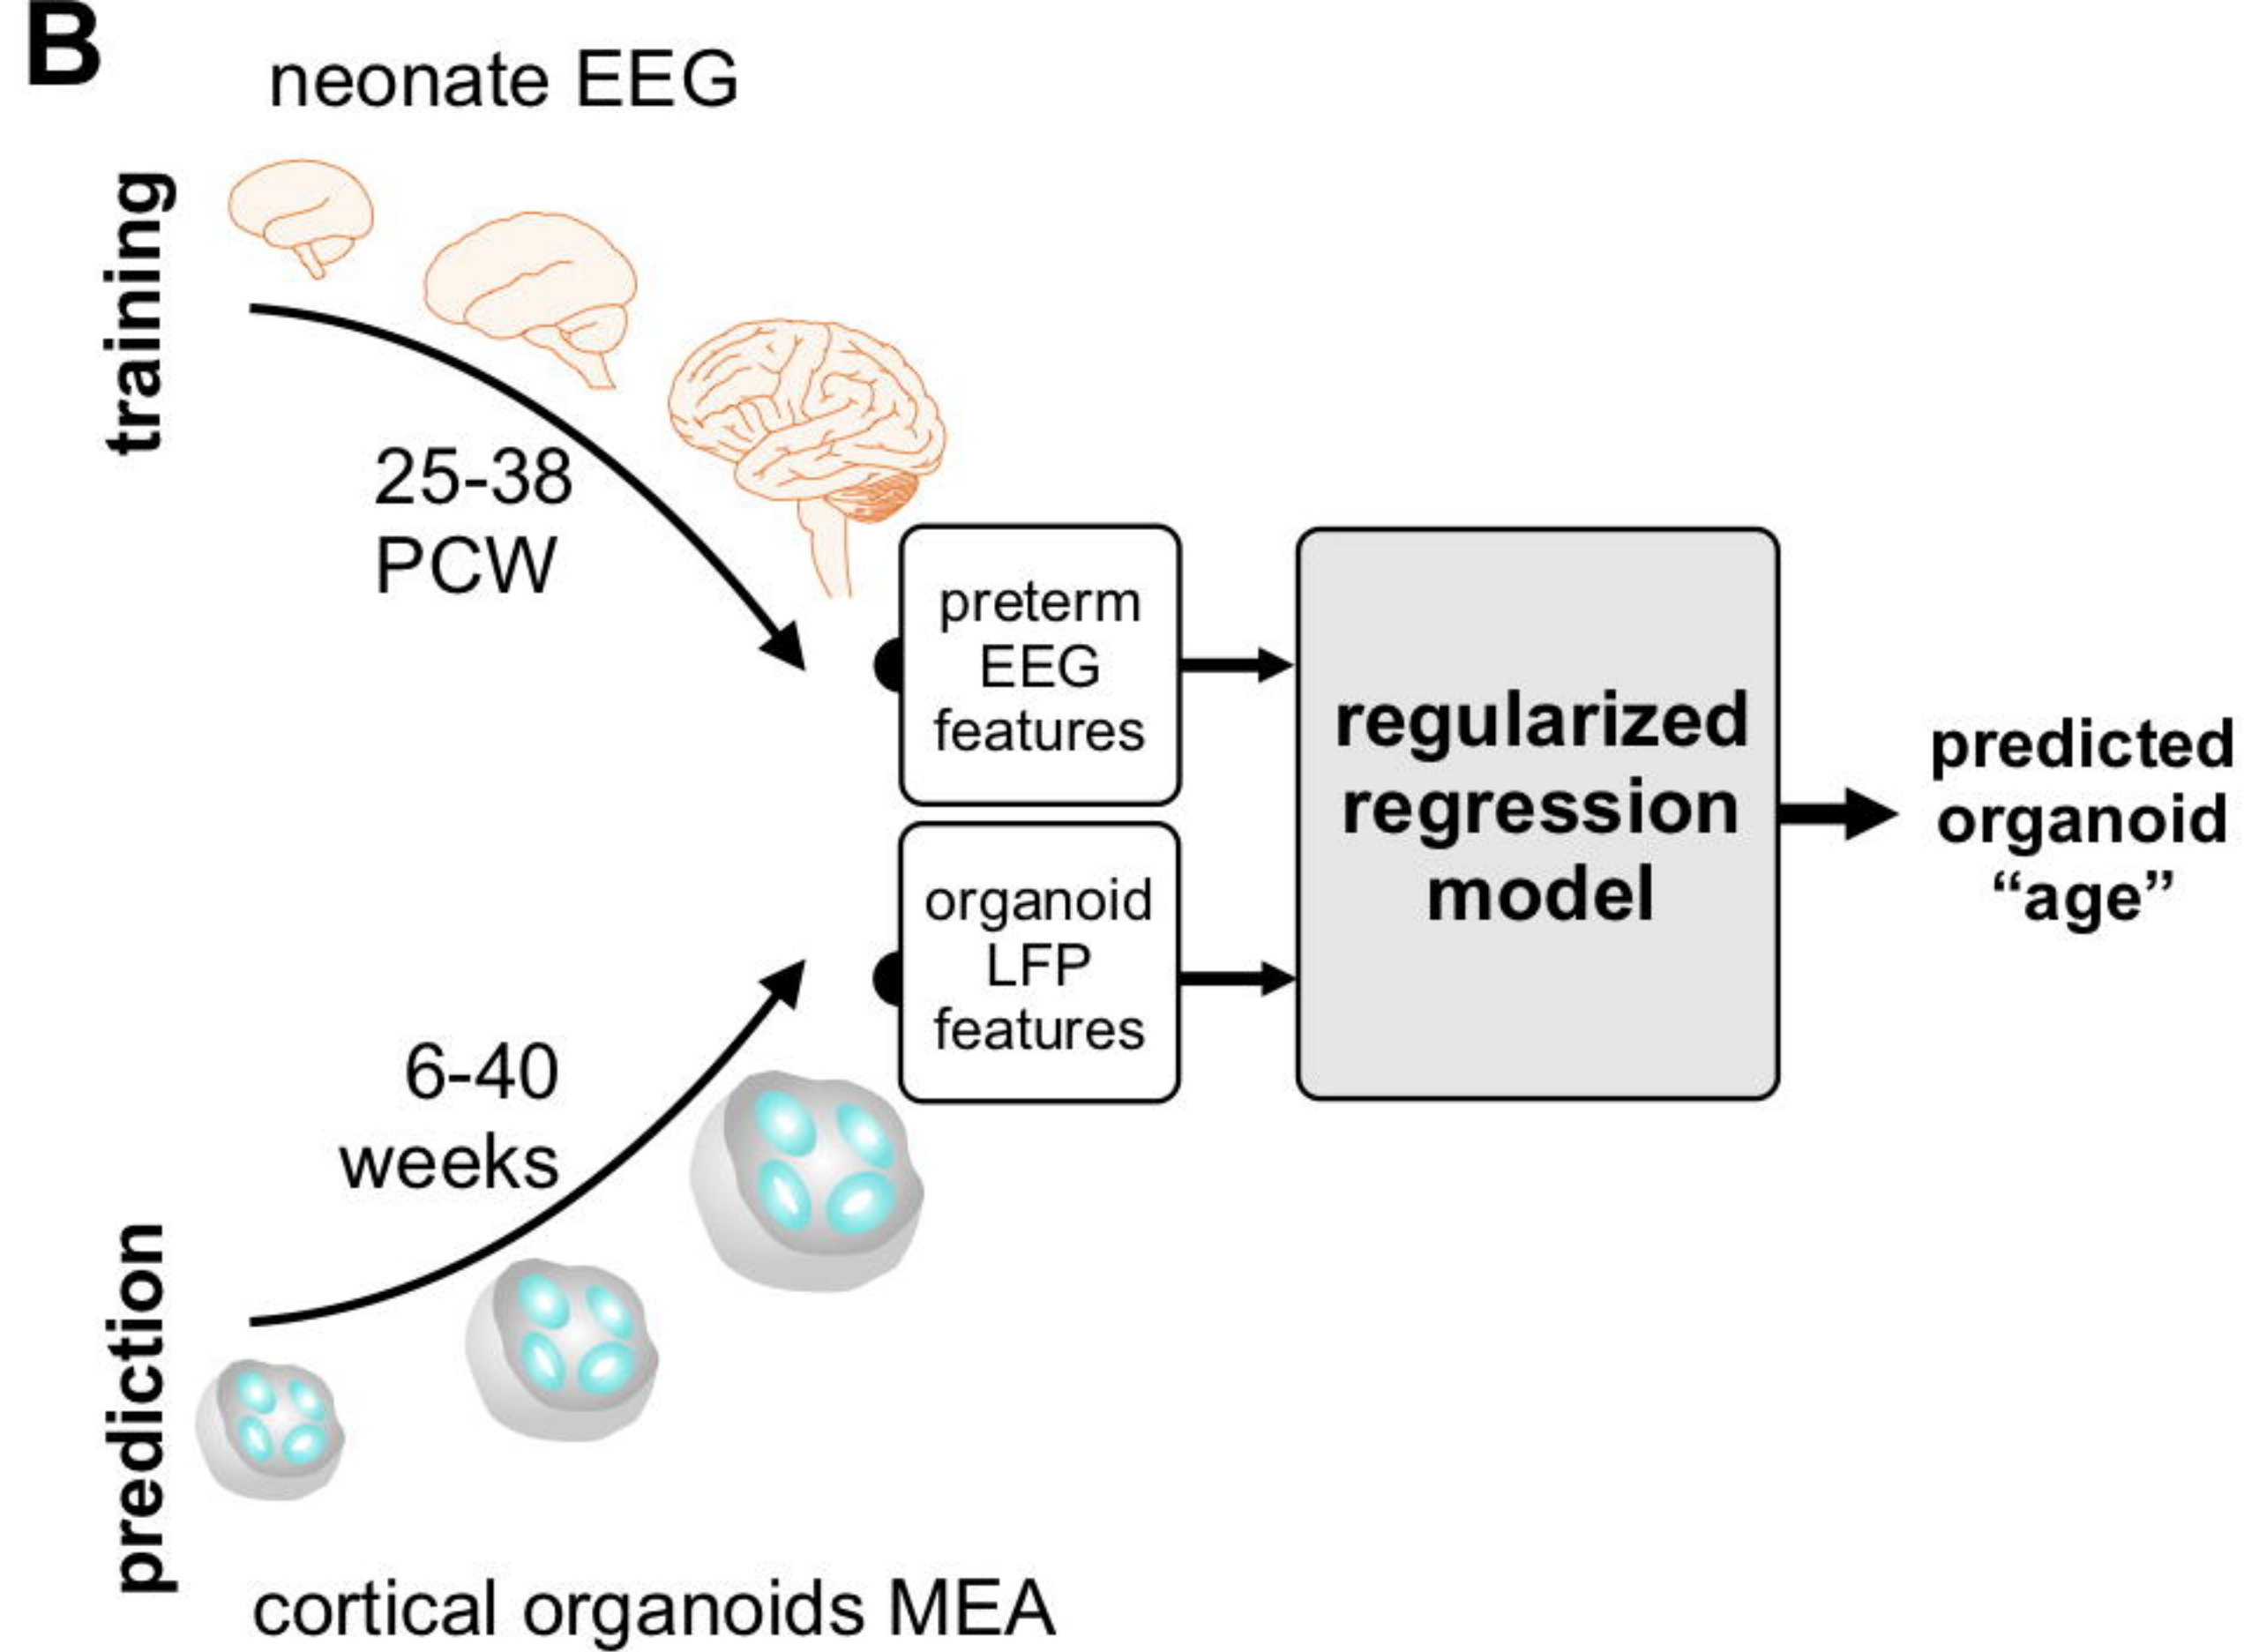 B
neonate EEG
training
25-38
PCW
preterm
EEG
features
organoid
LFP
features
regularized
regression
model
predicted
organoid
“age”
6-40
weeks
prediction
cortical organoids MEA